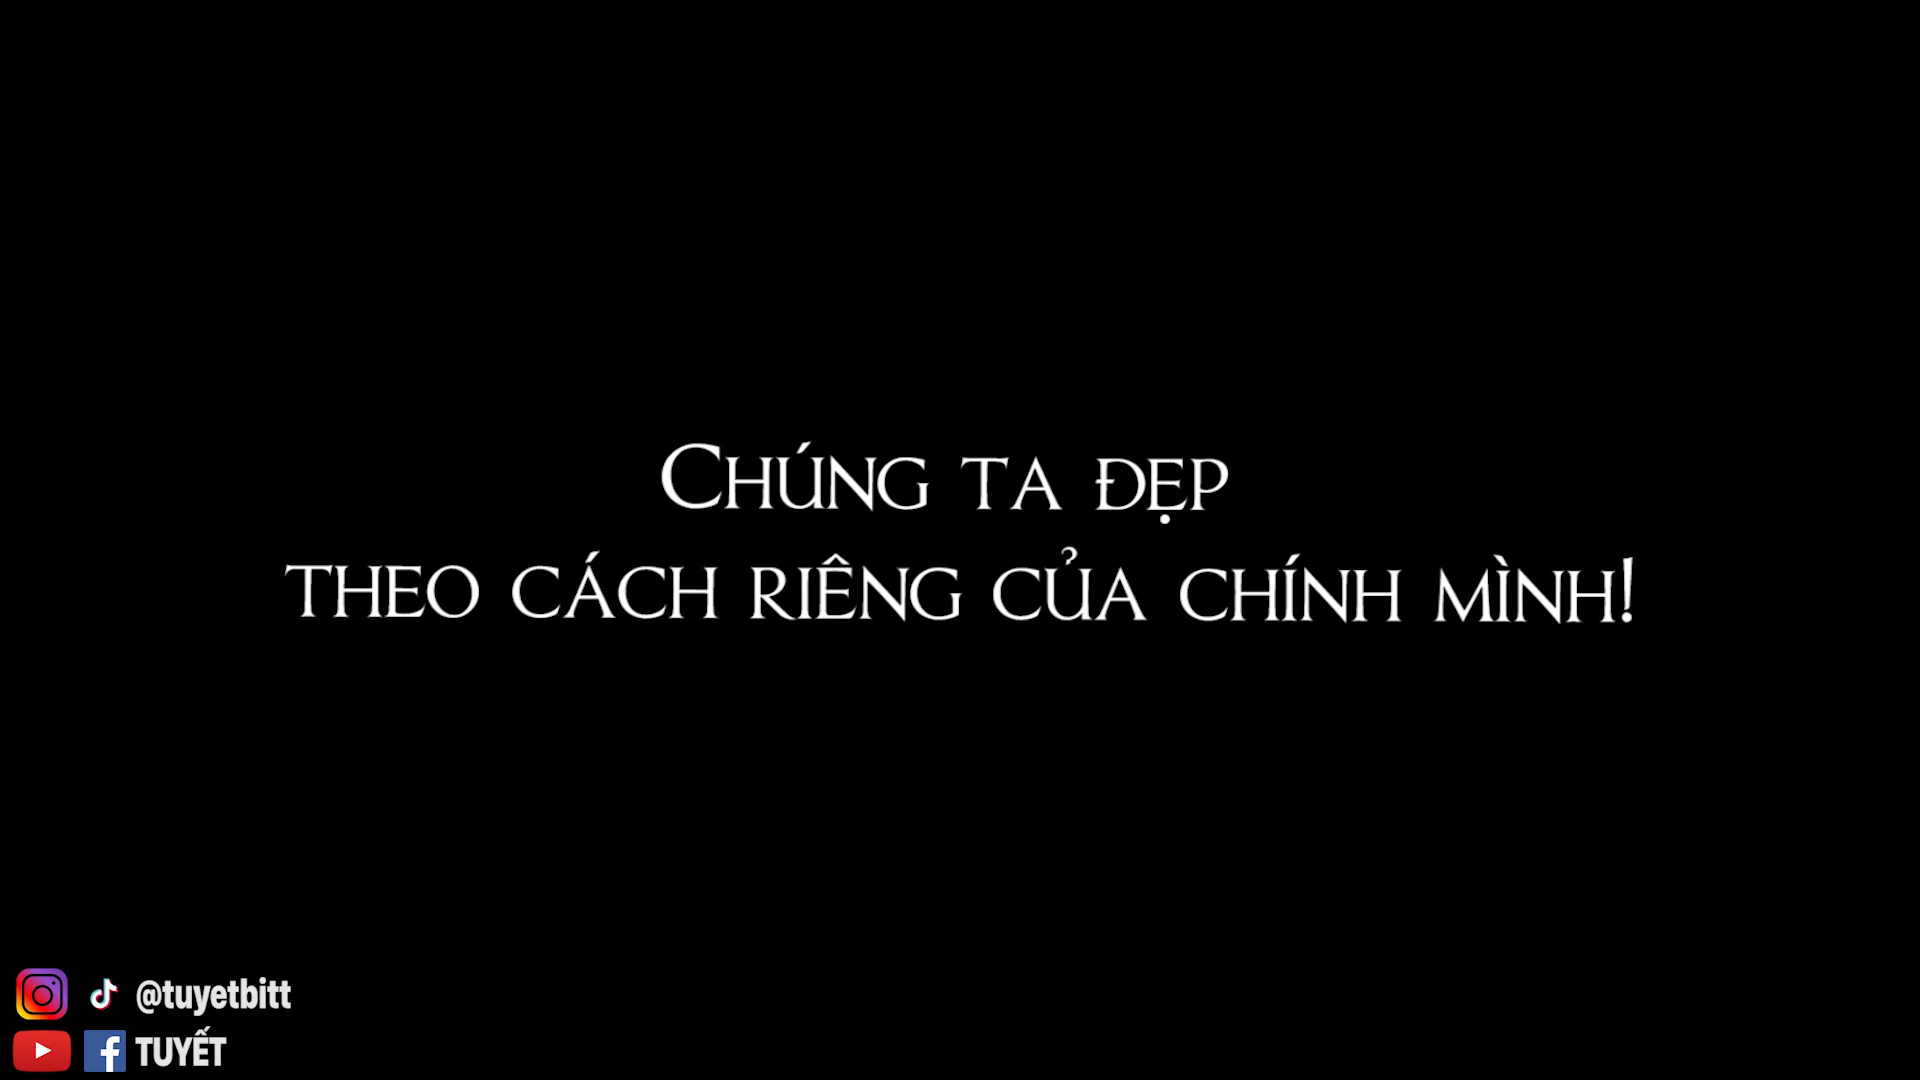 Chúng ta đẹp
theo cách riêng của chính mình!
@tuyetbitt
TUYẾT